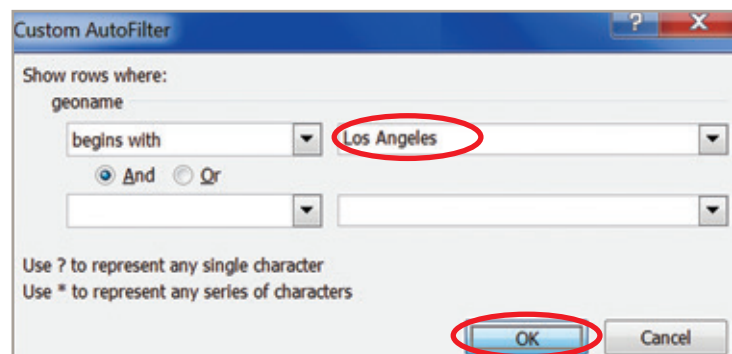 Custom AutoFilter
? X
Show rows where:
geoname
begins with Los Angeles
And Or
Use ? to represent any single character
Use * to represent any series of characters
OK Cancel